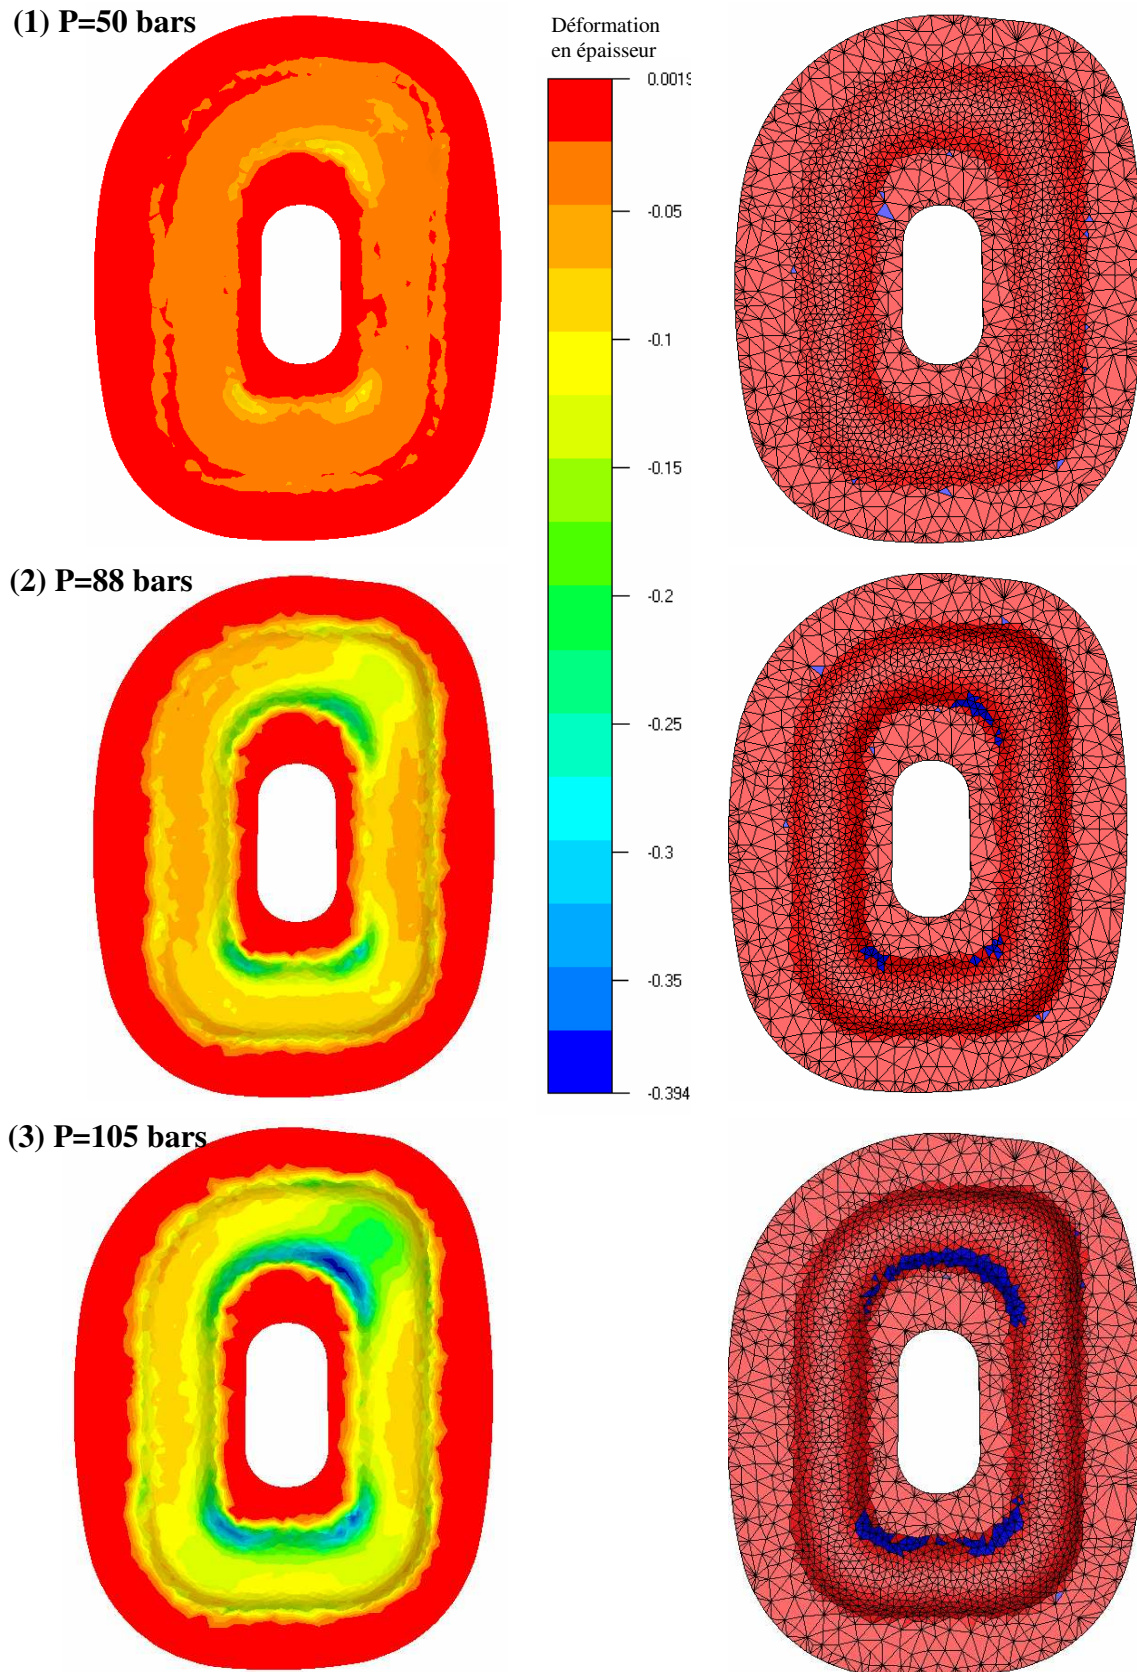 (1) P=50 bars
Déformation
en épaisseur
0.0019
-0.05
-0.1
-0.15
-0.2
-0.25
-0.3
-0.35
-0.394
(2) P=88 bars
(3) P=105 bars